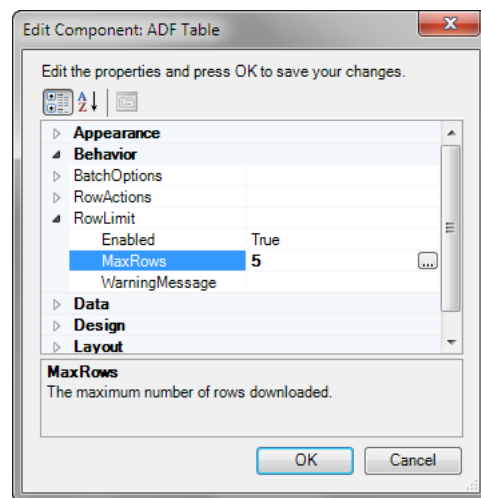 Edit Component: ADF Table
Edit the properties and press OK to save your changes.
Appearance
Behavior
BatchOptions
RowActions
RowLimit
Enabled True
MaxRows 5 ...
WarningMessage
Data
Design
Layout
MaxRows
The maximum number of rows downloaded.
OK Cancel